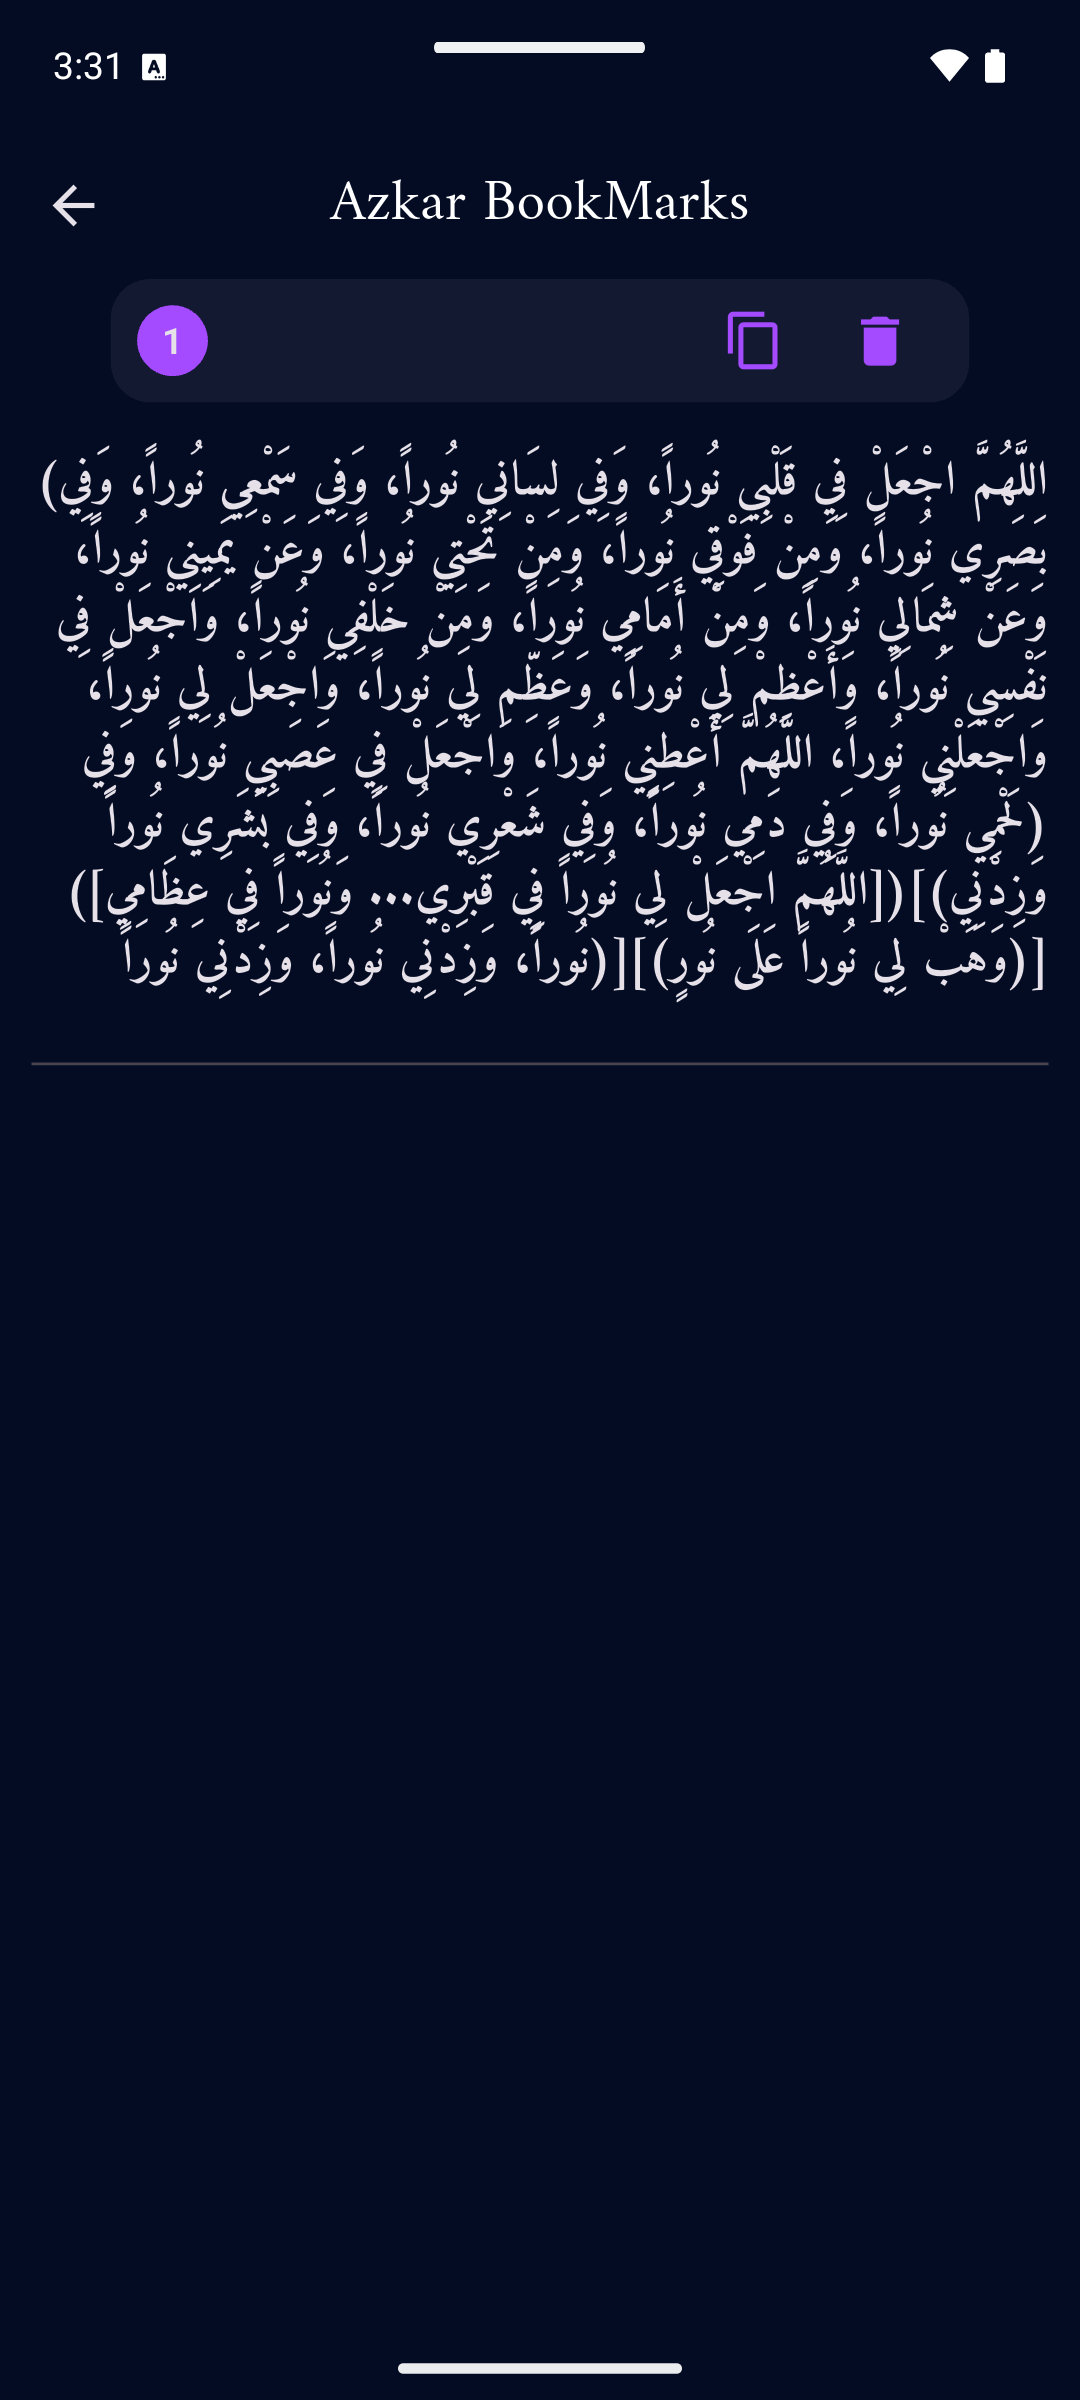 3:31
Azkar BookMarks
1
اللَّهُمَّ اجْعَلْ فِي قَلْبِي نُوراً، وَفِي لِسَانِي نُوراً، وَفِي سَمْعِي نُوراً، وَفِي)
بَصَرِي نُوراً، وَمِنْ فَوْقِي نُوراً، وَمِنْ تَحْتِي نُوراً، وَعَنْ يَمِينِي نُوراً،
وَعَنْ شِمَالِي نُوراً، وَمِنْ أَمَامِي نُوراً، وَمِنْ خَلْفِي نُوراً، وَاجْعَلْ فِي
نَفْسِي نُوراً، وَأَعْظِمْ لِي نُوراً، وَعَظِّم لِي نُوراً، وَاجْعَلْ لِي نُوراً،
وَاجْعَلْنِي نُوراً، اللَّهُمَّ أَعْطِنِي نُوراً، وَاجْعَلْ فِي عَصَبِي نُوراً، وَفِي
(لَحْمِي نُوراً، وَفِي دَمِي نُوراً، وَفِي شَعْرِي نُوراً، وَفِي بَشَرِي نُوراً
وَزِدْنِي)][(اللَّهُمَّ اجْعَلْ لِي نُوراً فِي قَبْرِي... وَنُوراً فِي عِظَامِي])
[(وَهَبْ لِي نُوراً عَلَى نُورٍ)][(نُوراً، وَزِدْنِي نُوراً، وَزِدْنِي نُوراً